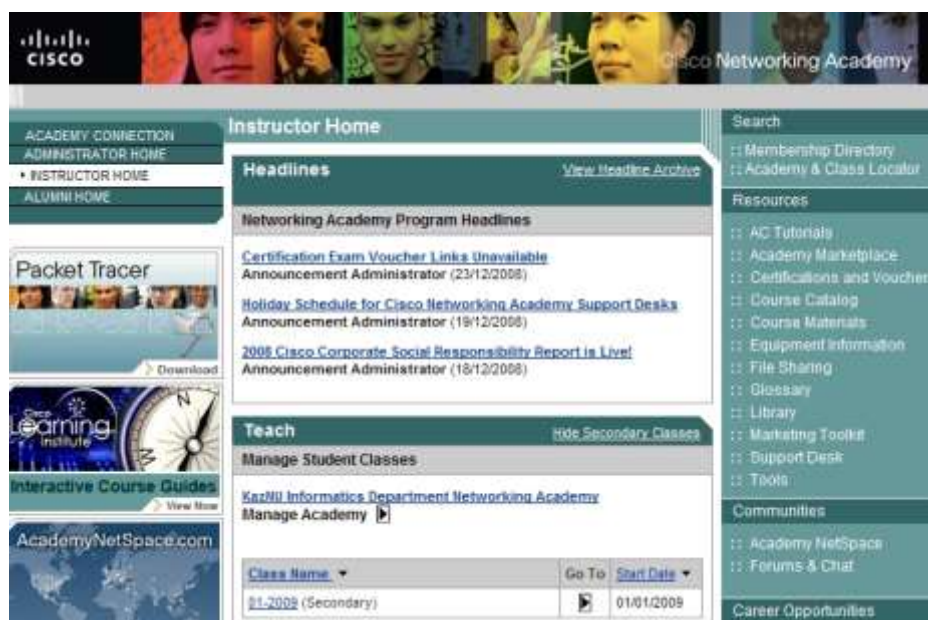 CISCO
Cisco Networking Academy
ACADEMY CONNECTION
ADMINISTRATOR HOME
INSTRUCTOR HOME
ALUMNI HOME
Packet Tracer
Download
Cisco
Learning
Institute
N
Interactive Course Guides
View Now
AcademyNetSpace.com
Instructor Home
Headlines View Headline Archive
Networking Academy Program Headlines
Certification Exam Voucher Links Unavailable
Announcement Administrator (23/12/2008)
Holiday Schedule for Cisco Networking Academy Support Desks
Announcement Administrator (19/12/2008)
2008 Cisco Corporate Social Responsibility Report is Live!
Announcement Administrator (18/12/2008)
Teach Hide Secondary Classes
Manage Student Classes
KazNU Informatics Department Networking Academy
Manage Academy
Class Name Go To Start Date
01-2009 (Secondary) 01/01/2009
Search
:: Membership Directory
:: Academy & Class Locator
Resources
:: AC Tutorials
:: Academy Marketplace
:: Certifications and Voucher
:: Course Catalog
:: Course Materials
:: Equipment Information
:: File Sharing
:: Glossary
:: Library
:: Marketing Toolkit
:: Support Desk
:: Tools
Communities
:: Academy NetSpace
:: Forums & Chat
Career Opportunities